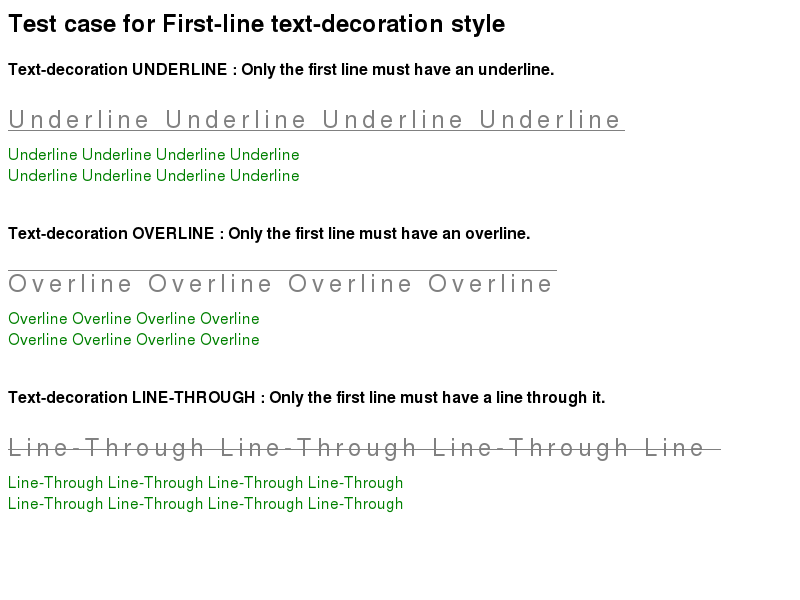 Test case for First-line text-decoration style
Text-decoration UNDERLINE : Only the first line must have an underline.
Underline Underline Underline Underline
Underline Underline Underline Underline
Underline Underline Underline Underline
Text-decoration OVERLINE : Only the first line must have an overline.
Overline Overline Overline Overline
Overline Overline Overline Overline
Overline Overline Overline Overline
Text-decoration LINE-THROUGH : Only the first line must have a line through it.
Line-Through Line-Through Line-Through Line
Line-Through Line-Through Line-Through Line-Through
Line-Through Line-Through Line-Through Line-Through